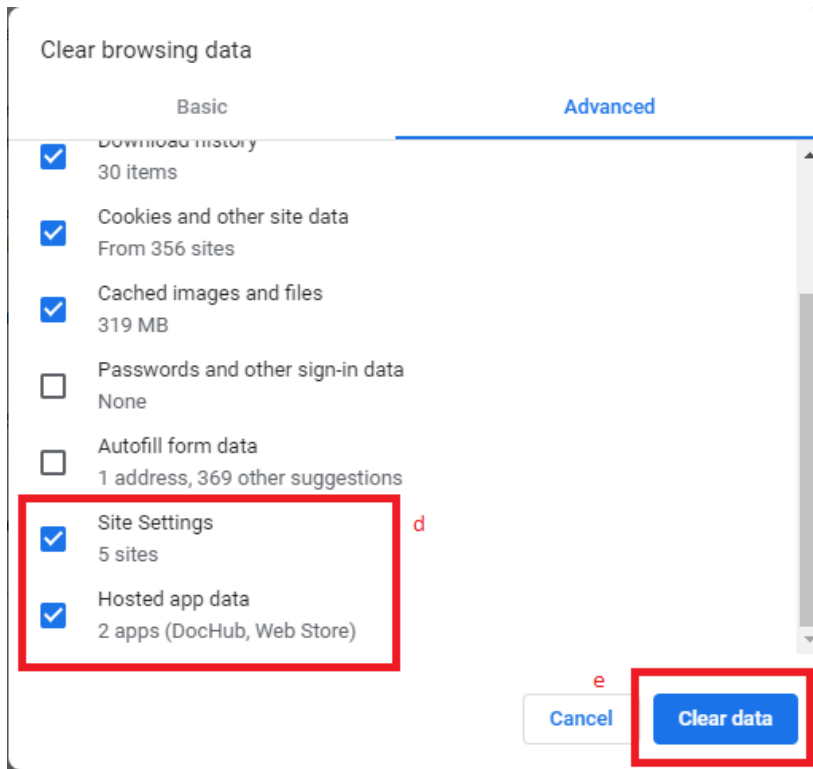 Clear browsing data
Basic
Advanced
Download history
30 items
Cookies and other site data
From 356 sites
Cached images and files
319 MB
Passwords and other sign-in data
None
Autofill form data
1 address, 369 other suggestions
Site Settings
d
5 sites
Hosted app data
2 apps (DocHub, Web Store)
e
Cancel
Clear data